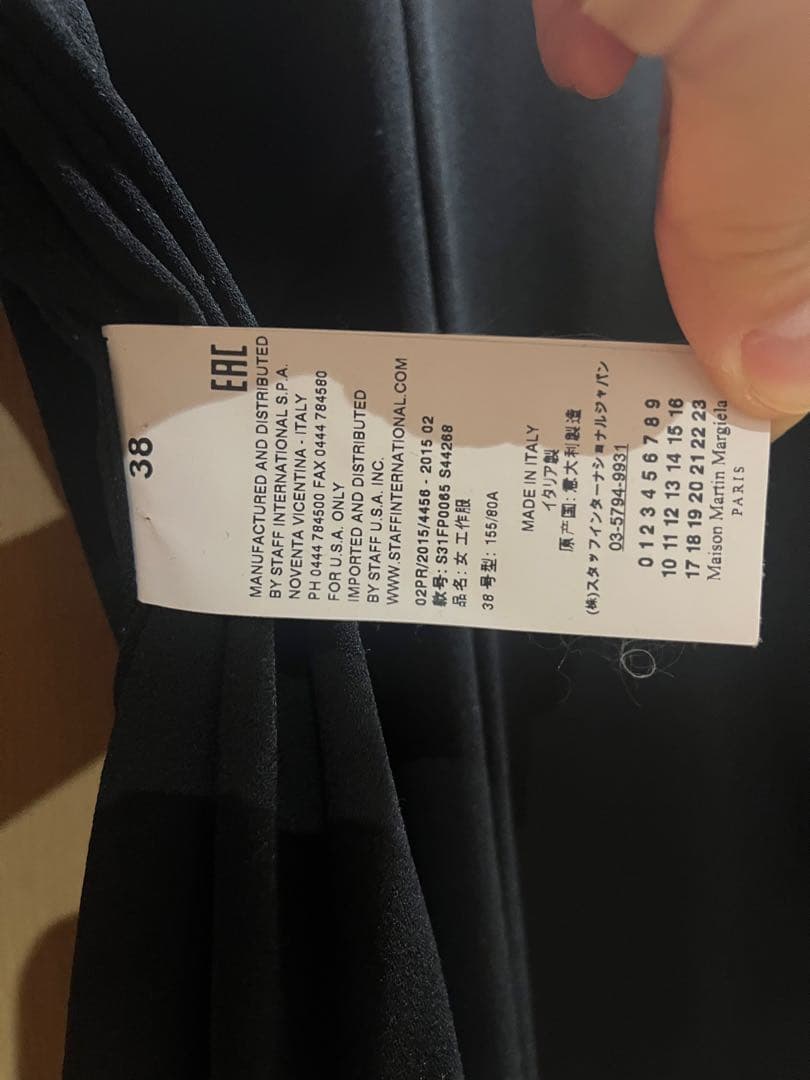 38
EAC
MANUFACTURED AND DISTRIBUTED
BY STAFF INTERNATIONAL S.P.A.
NOVENTA VICENTINA - ITALY
PH 0444 784500 FAX 0444 784580
FOR U.S.A. ONLY
IMPORTED AND DISTRIBUTED
BY STAFF U.S.A. INC.
WWW.STAFFINTERNATIONAL.COM
02PR/2015/4456 - 2015 02
款号: S31FP0065 S44268
品名: 女 工作服
38 号型: 155/80A
MADE IN ITALY
イタリア製
原产国: 意大利製造
(株)スタッフインターナショナルジャパン
03-5794-9931
0 1 2 3 4 5 6 7 8 9
10 11 12 13 14 15 16
17 18 19 20 21 22 23
Maison Martin Margiela
PARIS